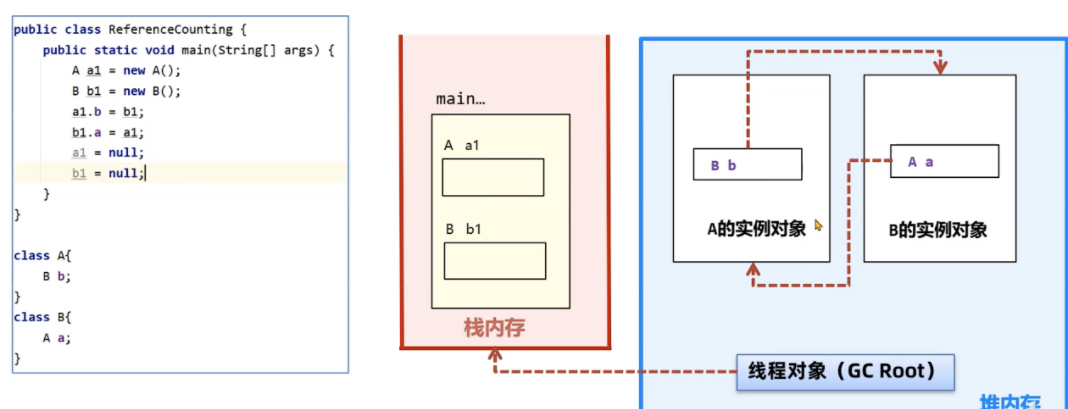 public class ReferenceCounting {
public static void main(String[] args) {
A a1 = new A();
B b1 = new B();
a1.b = b1;
b1.a = a1;
a1 = null;
b1 = null;
}
}
class A{
B b;
}
class B{
A a;
}
main…
A a1
B b1
栈内存
B b
A的实例对象
A a
B的实例对象
线程对象（GC Root）
堆内存